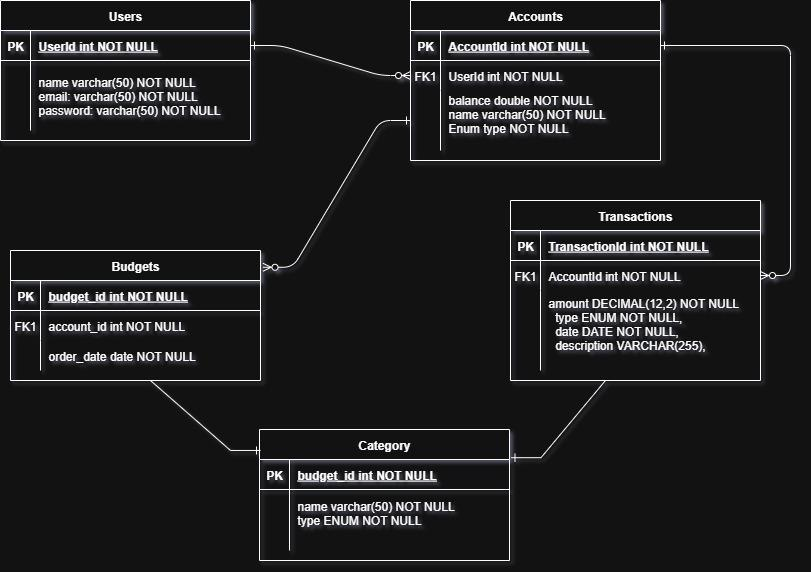 Users
PK UserId int NOT NULL
name varchar(50) NOT NULL
email: varchar(50) NOT NULL
password: varchar(50) NOT NULL
Accounts
PK AccountId int NOT NULL
FK1 UserId int NOT NULL
balance double NOT NULL
name varchar(50) NOT NULL
Enum type NOT NULL
Transactions
PK TransactionId int NOT NULL
FK1 AccountId int NOT NULL
amount DECIMAL(12,2) NOT NULL
type ENUM NOT NULL,
date DATE NOT NULL,
description VARCHAR(255),
Budgets
PK budget_id int NOT NULL
FK1 account_id int NOT NULL
order_date date NOT NULL
Category
PK budget_id int NOT NULL
name varchar(50) NOT NULL
type ENUM NOT NULL